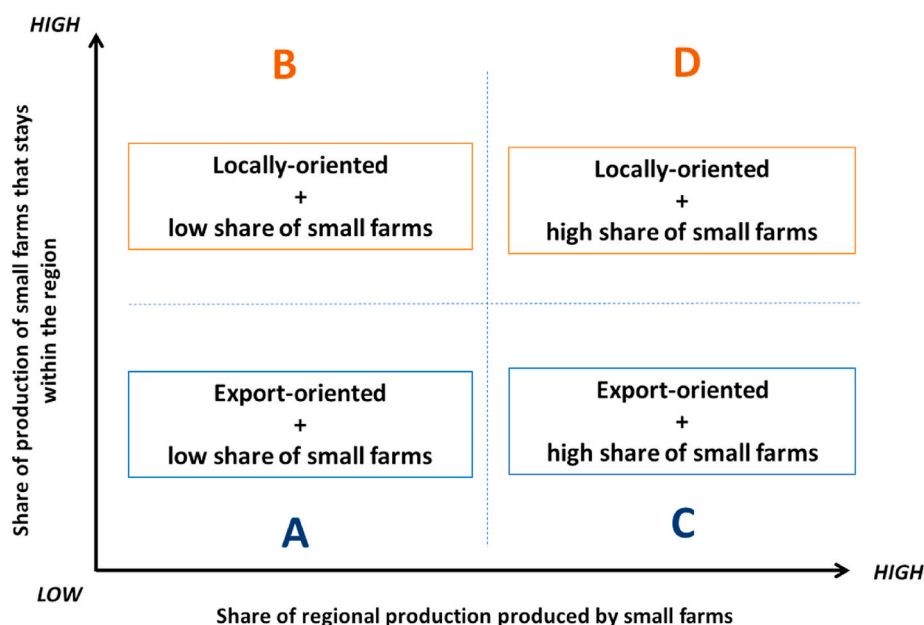 HIGH
B
D
Share of production of small farms that stays
within the region
Locally-oriented
+
low share of small farms
Locally-oriented
+
high share of small farms
Export-oriented
+
low share of small farms
Export-oriented
+
high share of small farms
A
C
LOW
HIGH
Share of regional production produced by small farms